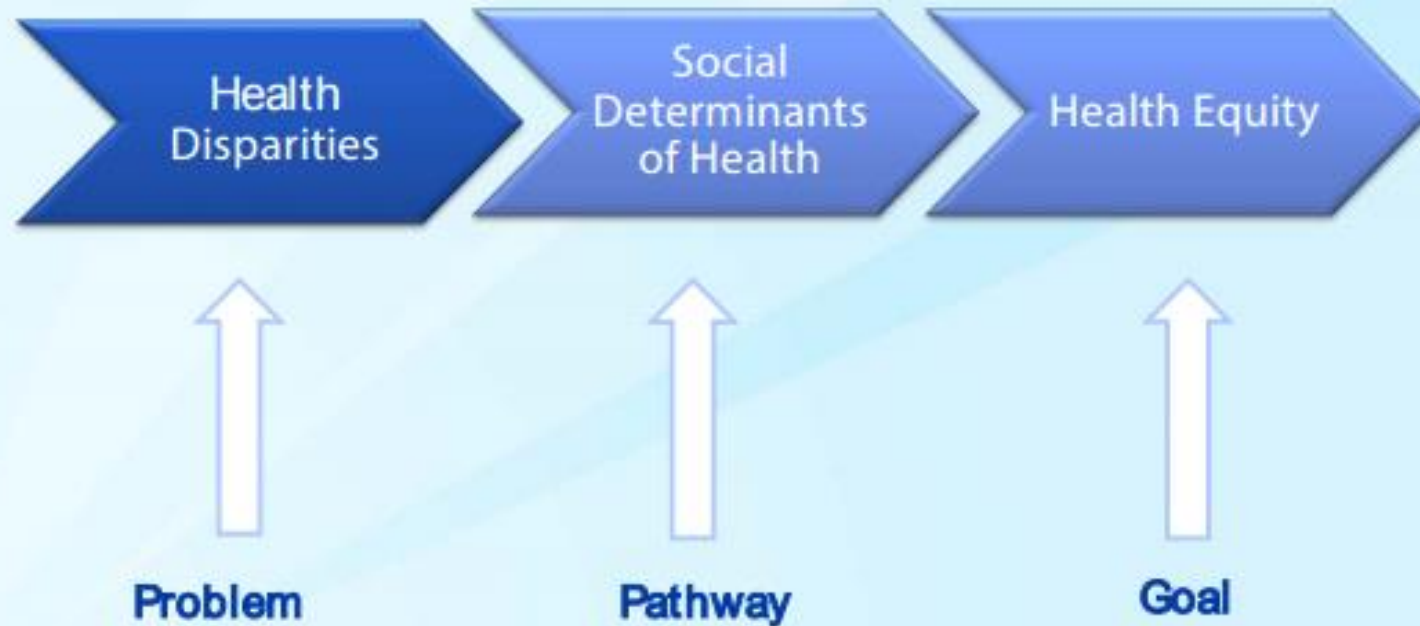 Health
Disparities
Social
Determinants
of Health
Health Equity
Problem
Pathway
Goal